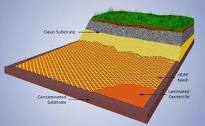 Clean Substrate
HDPE
Mesh
Laminated
Geotextile
Contaminated
Substrate